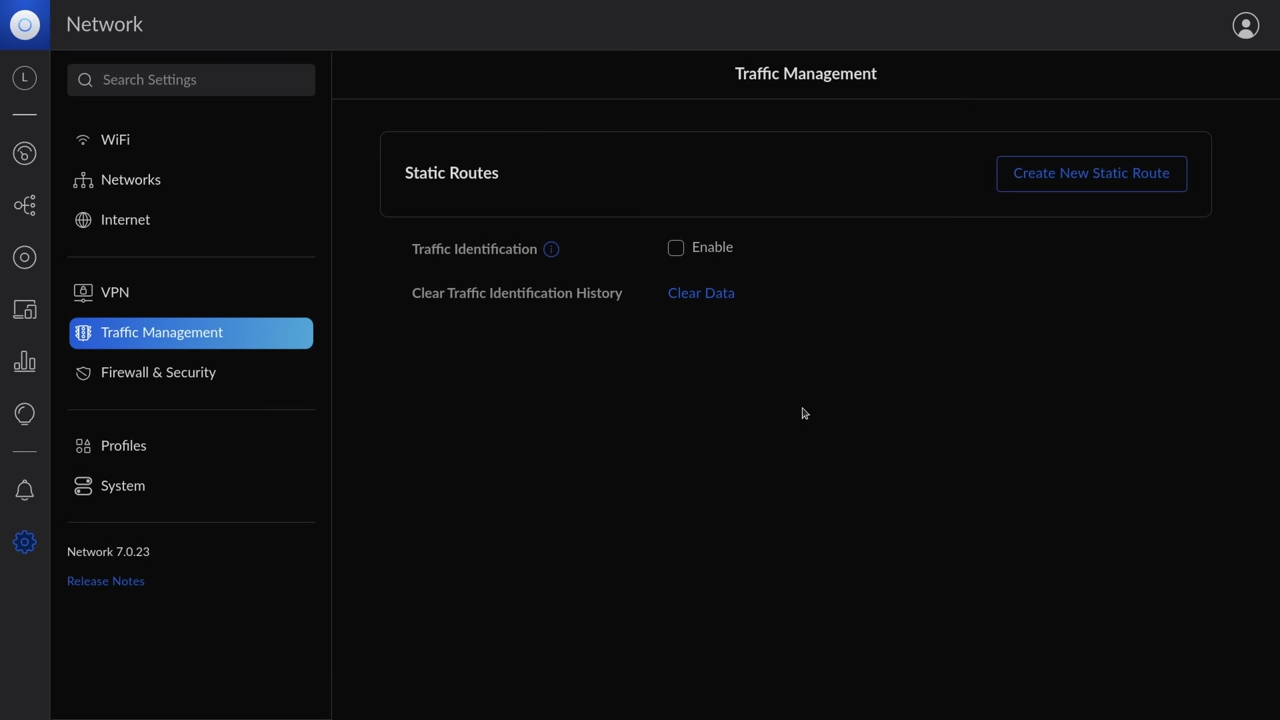 Network
L
Search Settings
Traffic Management
WiFi
Networks
Internet
VPN
Traffic Management
Firewall & Security
Profiles
System
Network 7.0.23
Release Notes
Static Routes
Create New Static Route
Traffic Identification
Enable
Clear Traffic Identification History
Clear Data